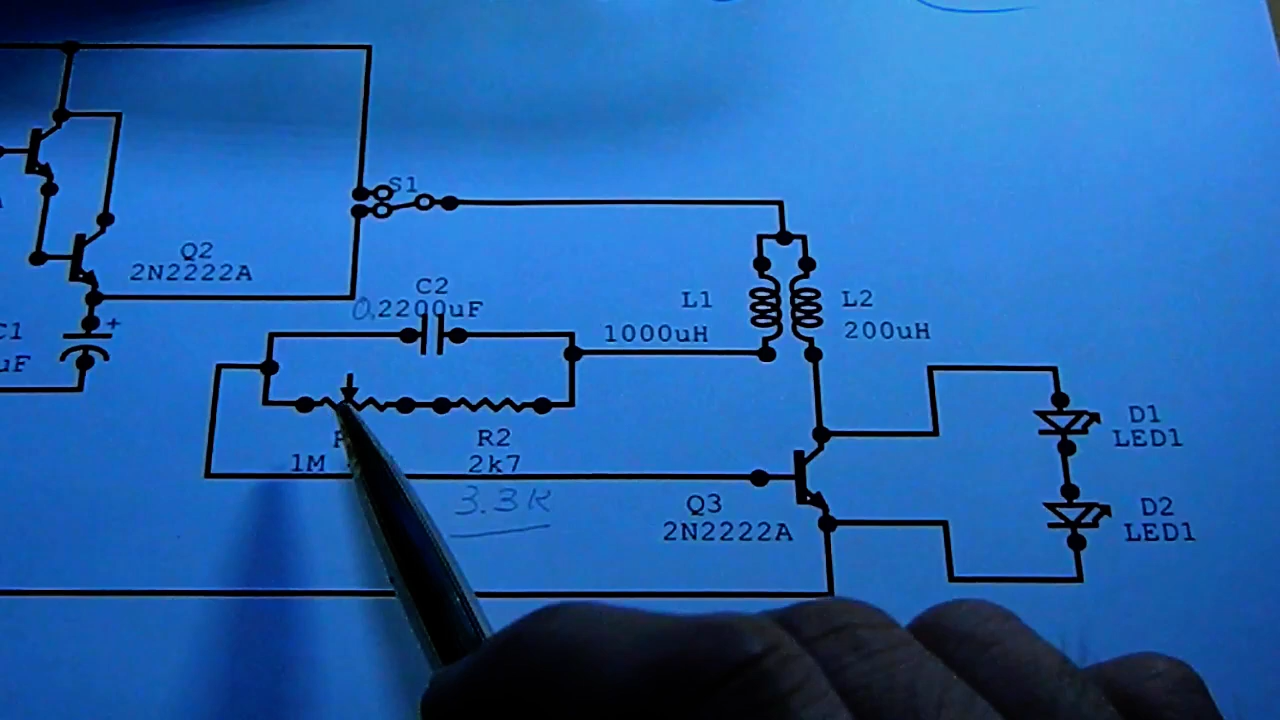 S1
Q2
2N2222A
C2
0,2200uF
L1
1000uH
L2
200uH
C1
uF
R2
1M
2k7
3.3K
Q3
2N2222A
D1
LED1
D2
LED1